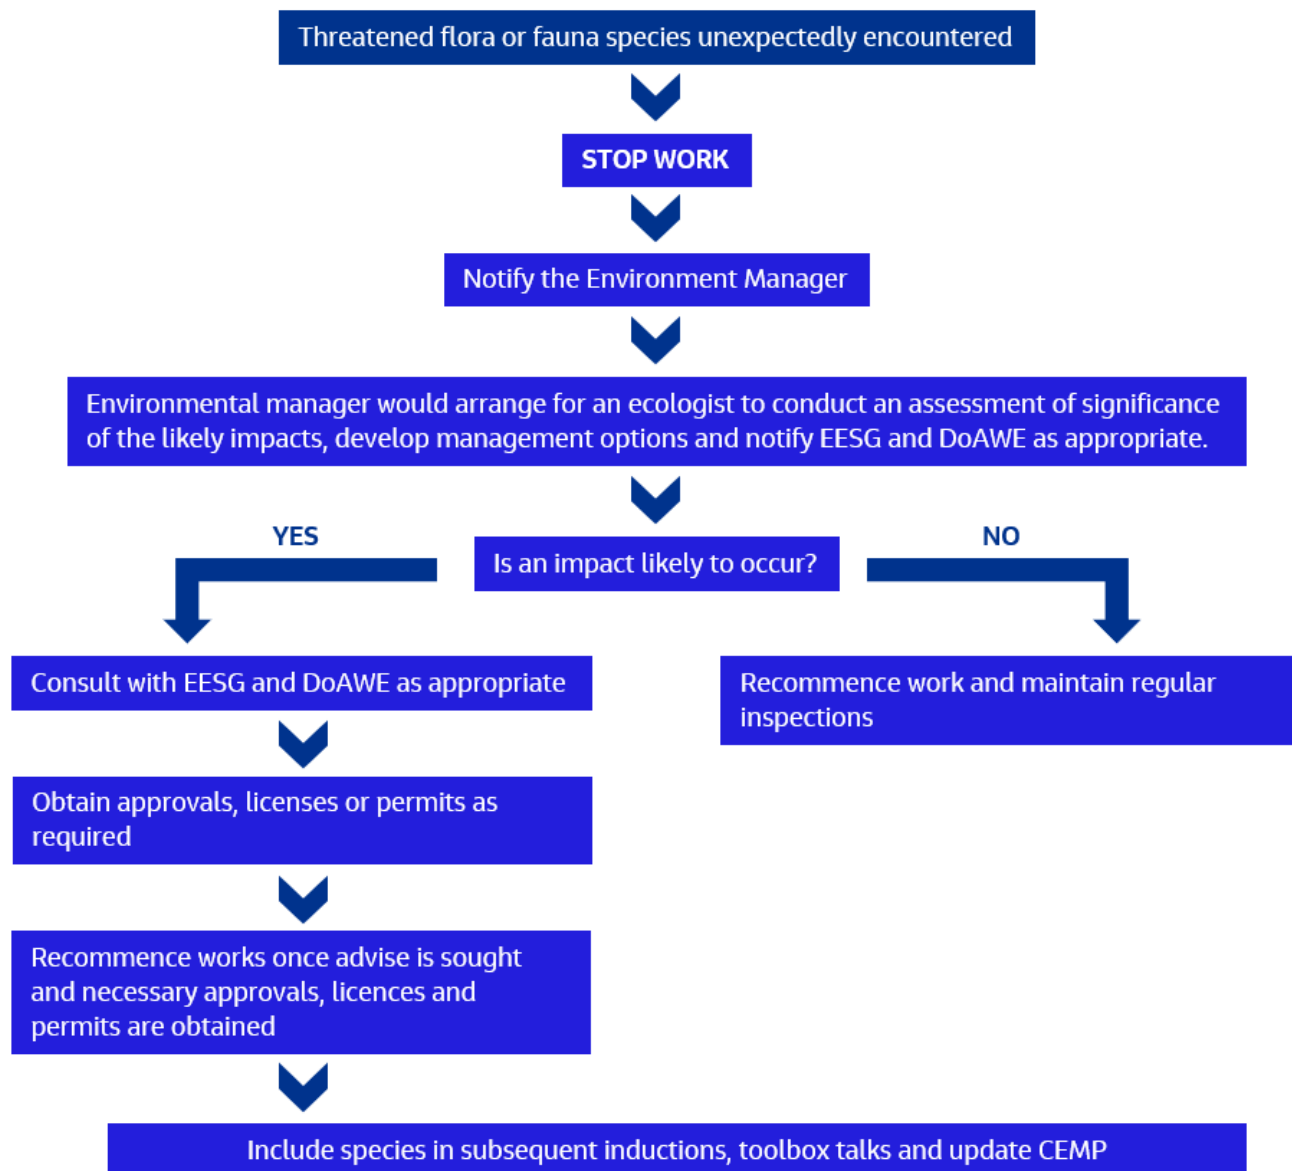 Threatened flora or fauna species unexpectedly encountered
STOP WORK
Notify the Environment Manager
Environmental manager would arrange for an ecologist to conduct an assessment of significance
of the likely impacts, develop management options and notify EESG and DoAWE as appropriate.
YES
Is an impact likely to occur?
NO
Consult with EESG and DoAWE as appropriate
Recommence work and maintain regular
inspections
Obtain approvals, licenses or permits as
required
Recommence works once advise is sought
and necessary approvals, licences and
permits are obtained
Include species in subsequent inductions, toolbox talks and update CEMP